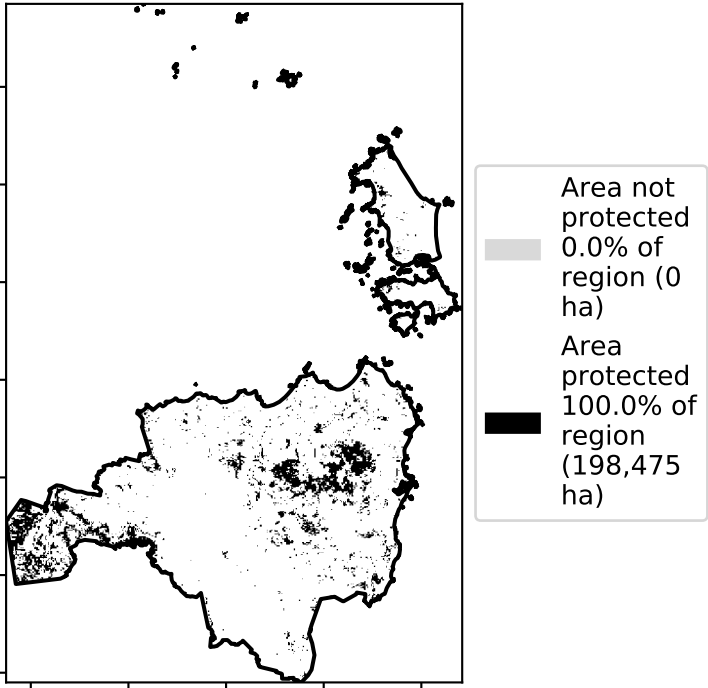 Area not
protected
0.0% of
region (0
ha)
Area
protected
100.0% of
region
(198,475
ha)